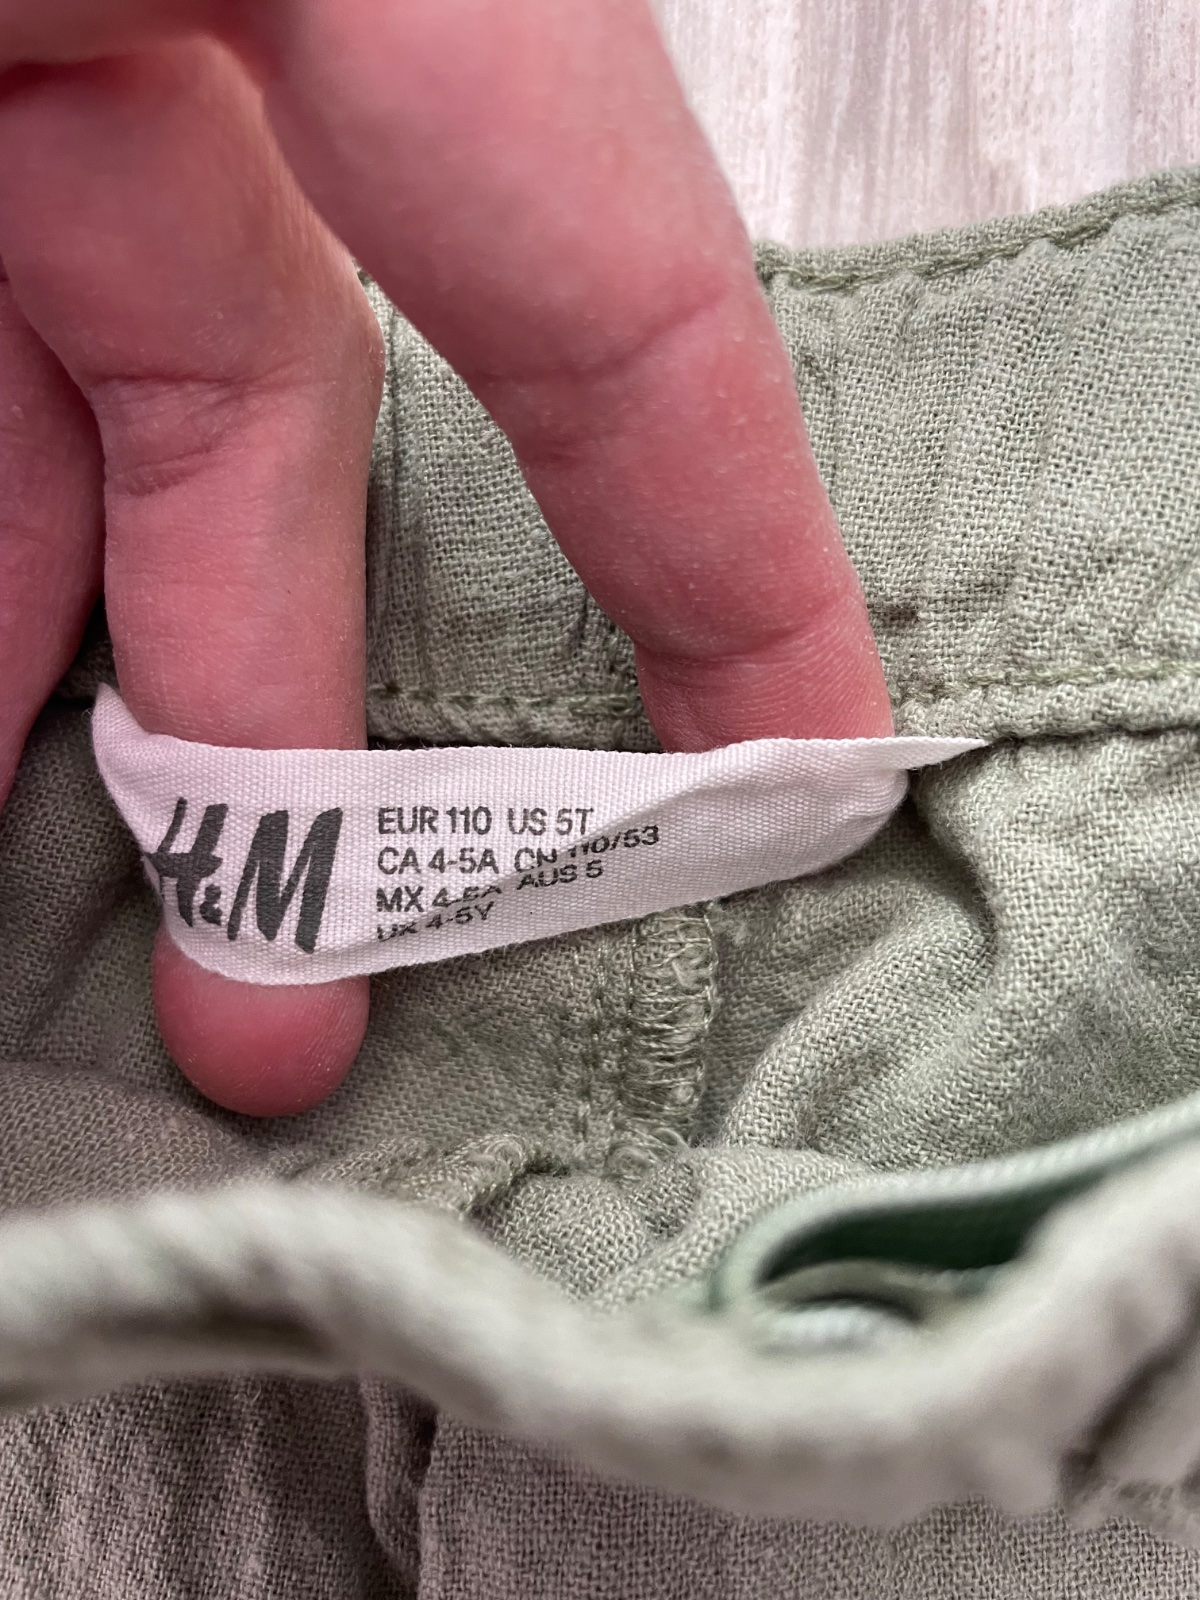 H&M
EUR 110 US 5T
CA 4-5A CN 110/53
MX 4-5A AUS 5
UK 4-5Y